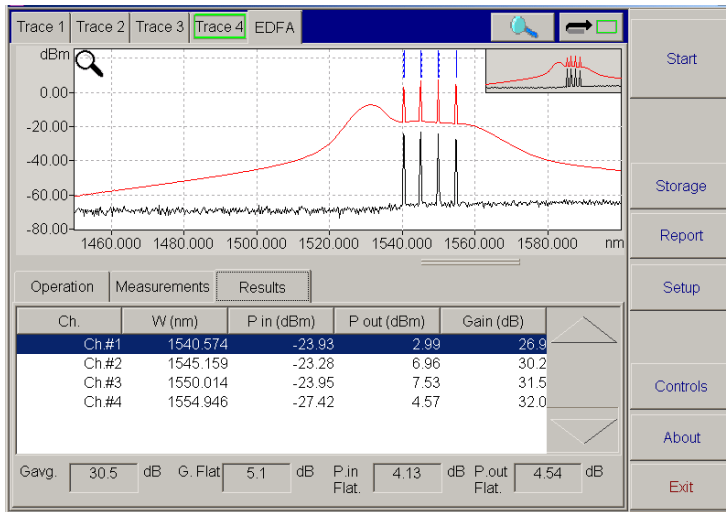 Trace 1 Trace 2 Trace 3 Trace 4 EDFA
dBm
0.00
-20.00
-40.00
-60.00
-80.00
1460.000 1480.000 1500.000 1520.000 1540.000 1560.000 1580.000 nm
Operation Measurements Results
Ch. W (nm) P in (dBm) P out (dBm) Gain (dB)
Ch.#1 1540.574 -23.93 2.99 26.9
Ch.#2 1545.159 -23.28 6.96 30.2
Ch.#3 1550.014 -23.95 7.53 31.5
Ch.#4 1554.946 -27.42 4.57 32.0
Gavg. 30.5 dB G. Flat 5.1 dB P.in Flat. 4.13 dB P.out Flat. 4.54 dB
Start
Storage
Report
Setup
Controls
About
Exit